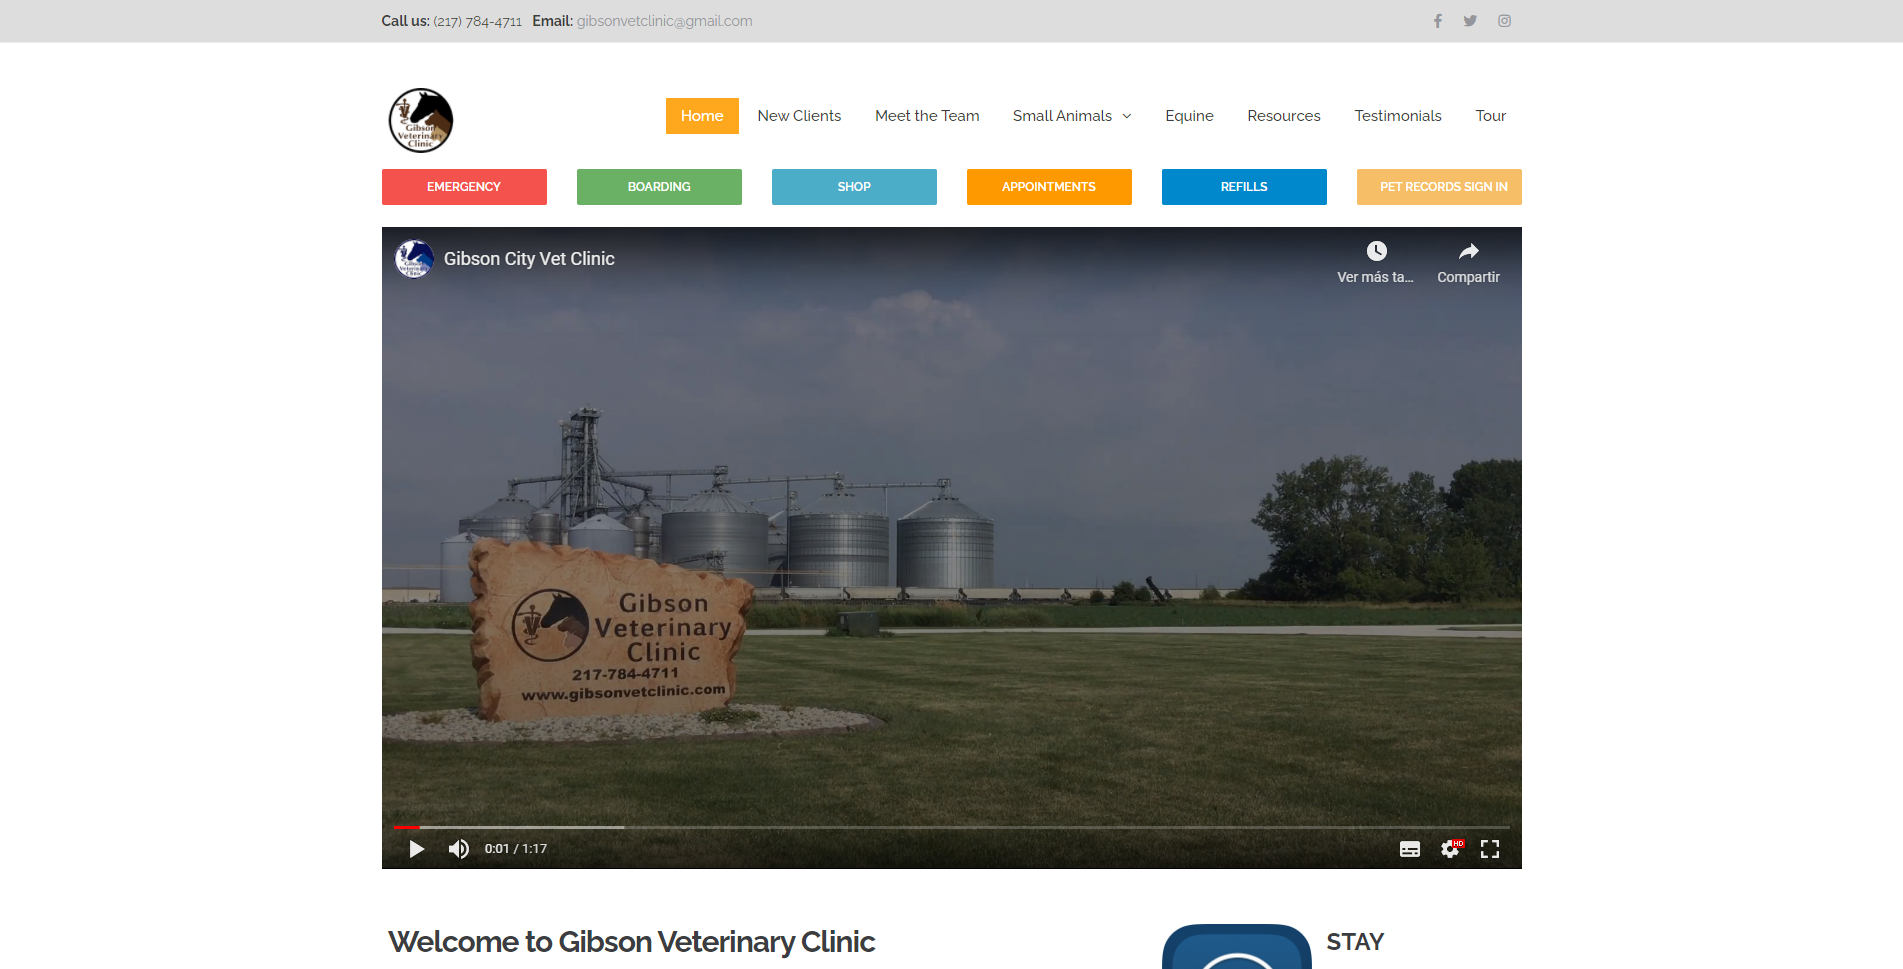 Call us: (217) 784-4711 Email: gibsonvetclinic@gmail.com
Gibson
Veterinary
Clinic
Home New Clients Meet the Team Small Animals Equine Resources Testimonials Tour
EMERGENCY BOARDING SHOP APPOINTMENTS REFILLS PET RECORDS SIGN IN
Gibson City Vet Clinic
Ver más ta... Compartir
Gibson
Veterinary
Clinic
217-784-4711
www.gibsonvetclinic.com
0:01 / 1:17
HD
Welcome to Gibson Veterinary Clinic
STAY